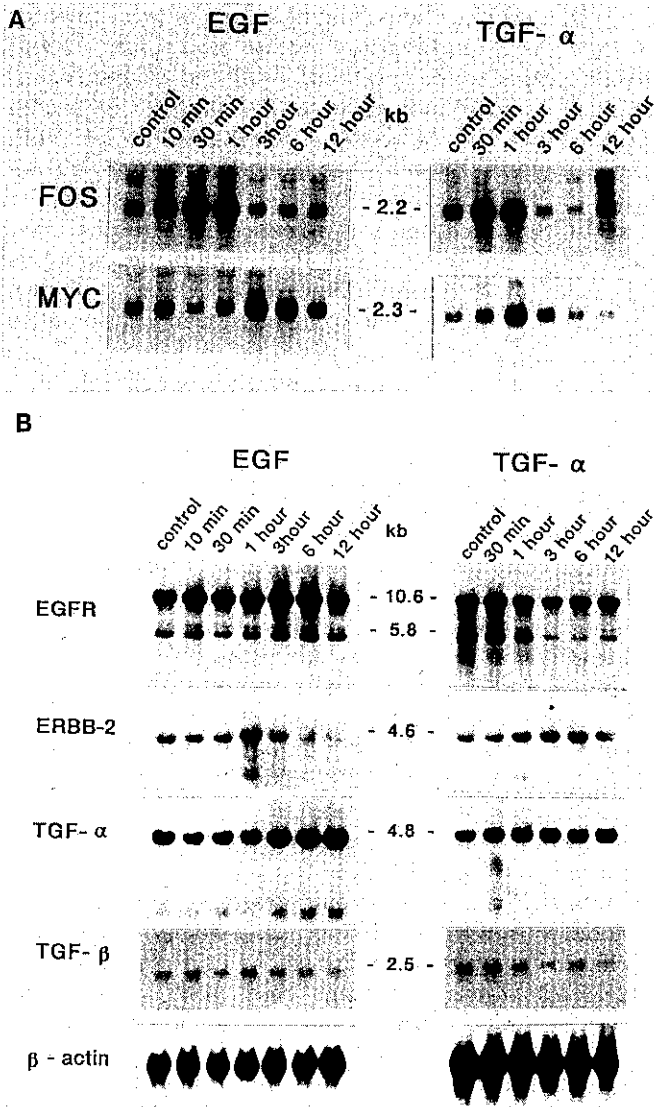 A
EGF
TGF- α
control
10 min
30 min
1 hour
3hour
6 hour
12 hour
kb
control
30 min
1 hour
3 hour
6 hour
12 hour
FOS
- 2.2 -
MYC
- 2.3 -
B
EGF
TGF- α
control
10 min
30 min
1 hour
3hour
6 hour
12 hour
kb
control
30 min
1 hour
3 hour
6 hour
12 hour
EGFR
- 10.6 -
- 5.8 -
ERBB-2
- 4.6 -
TGF- α
- 4.8 -
TGF- β
- 2.5 -
β - actin